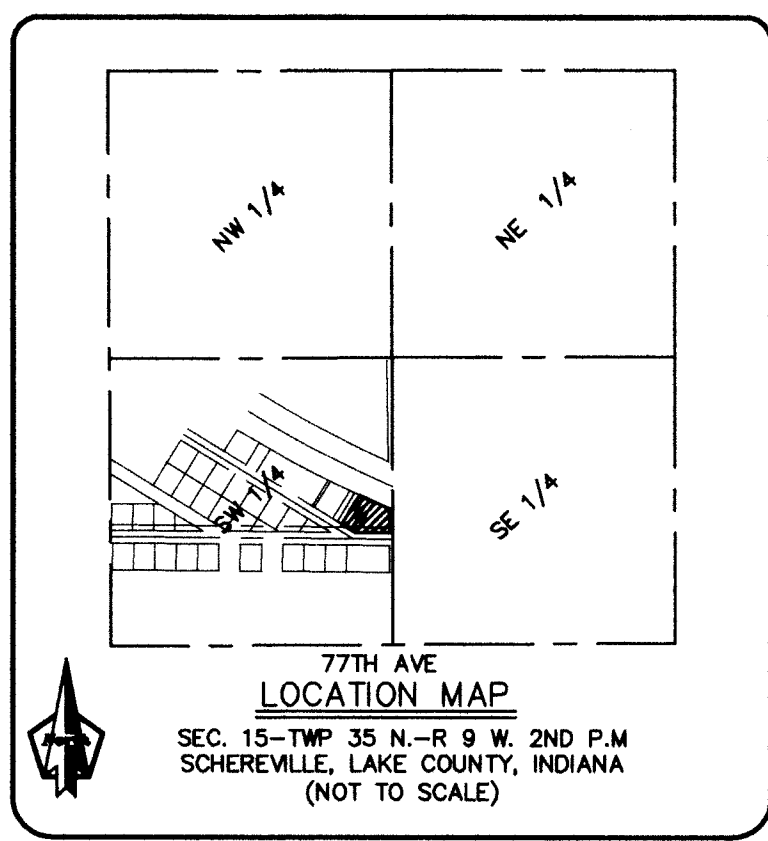 NW 1/4
NE 1/4
SW 1/4
SE 1/4
77TH AVE
LOCATION MAP
North
SEC. 15-TWP 35 N.-R 9 W. 2ND P.M
SCHEREVILLE, LAKE COUNTY, INDIANA
(NOT TO SCALE)